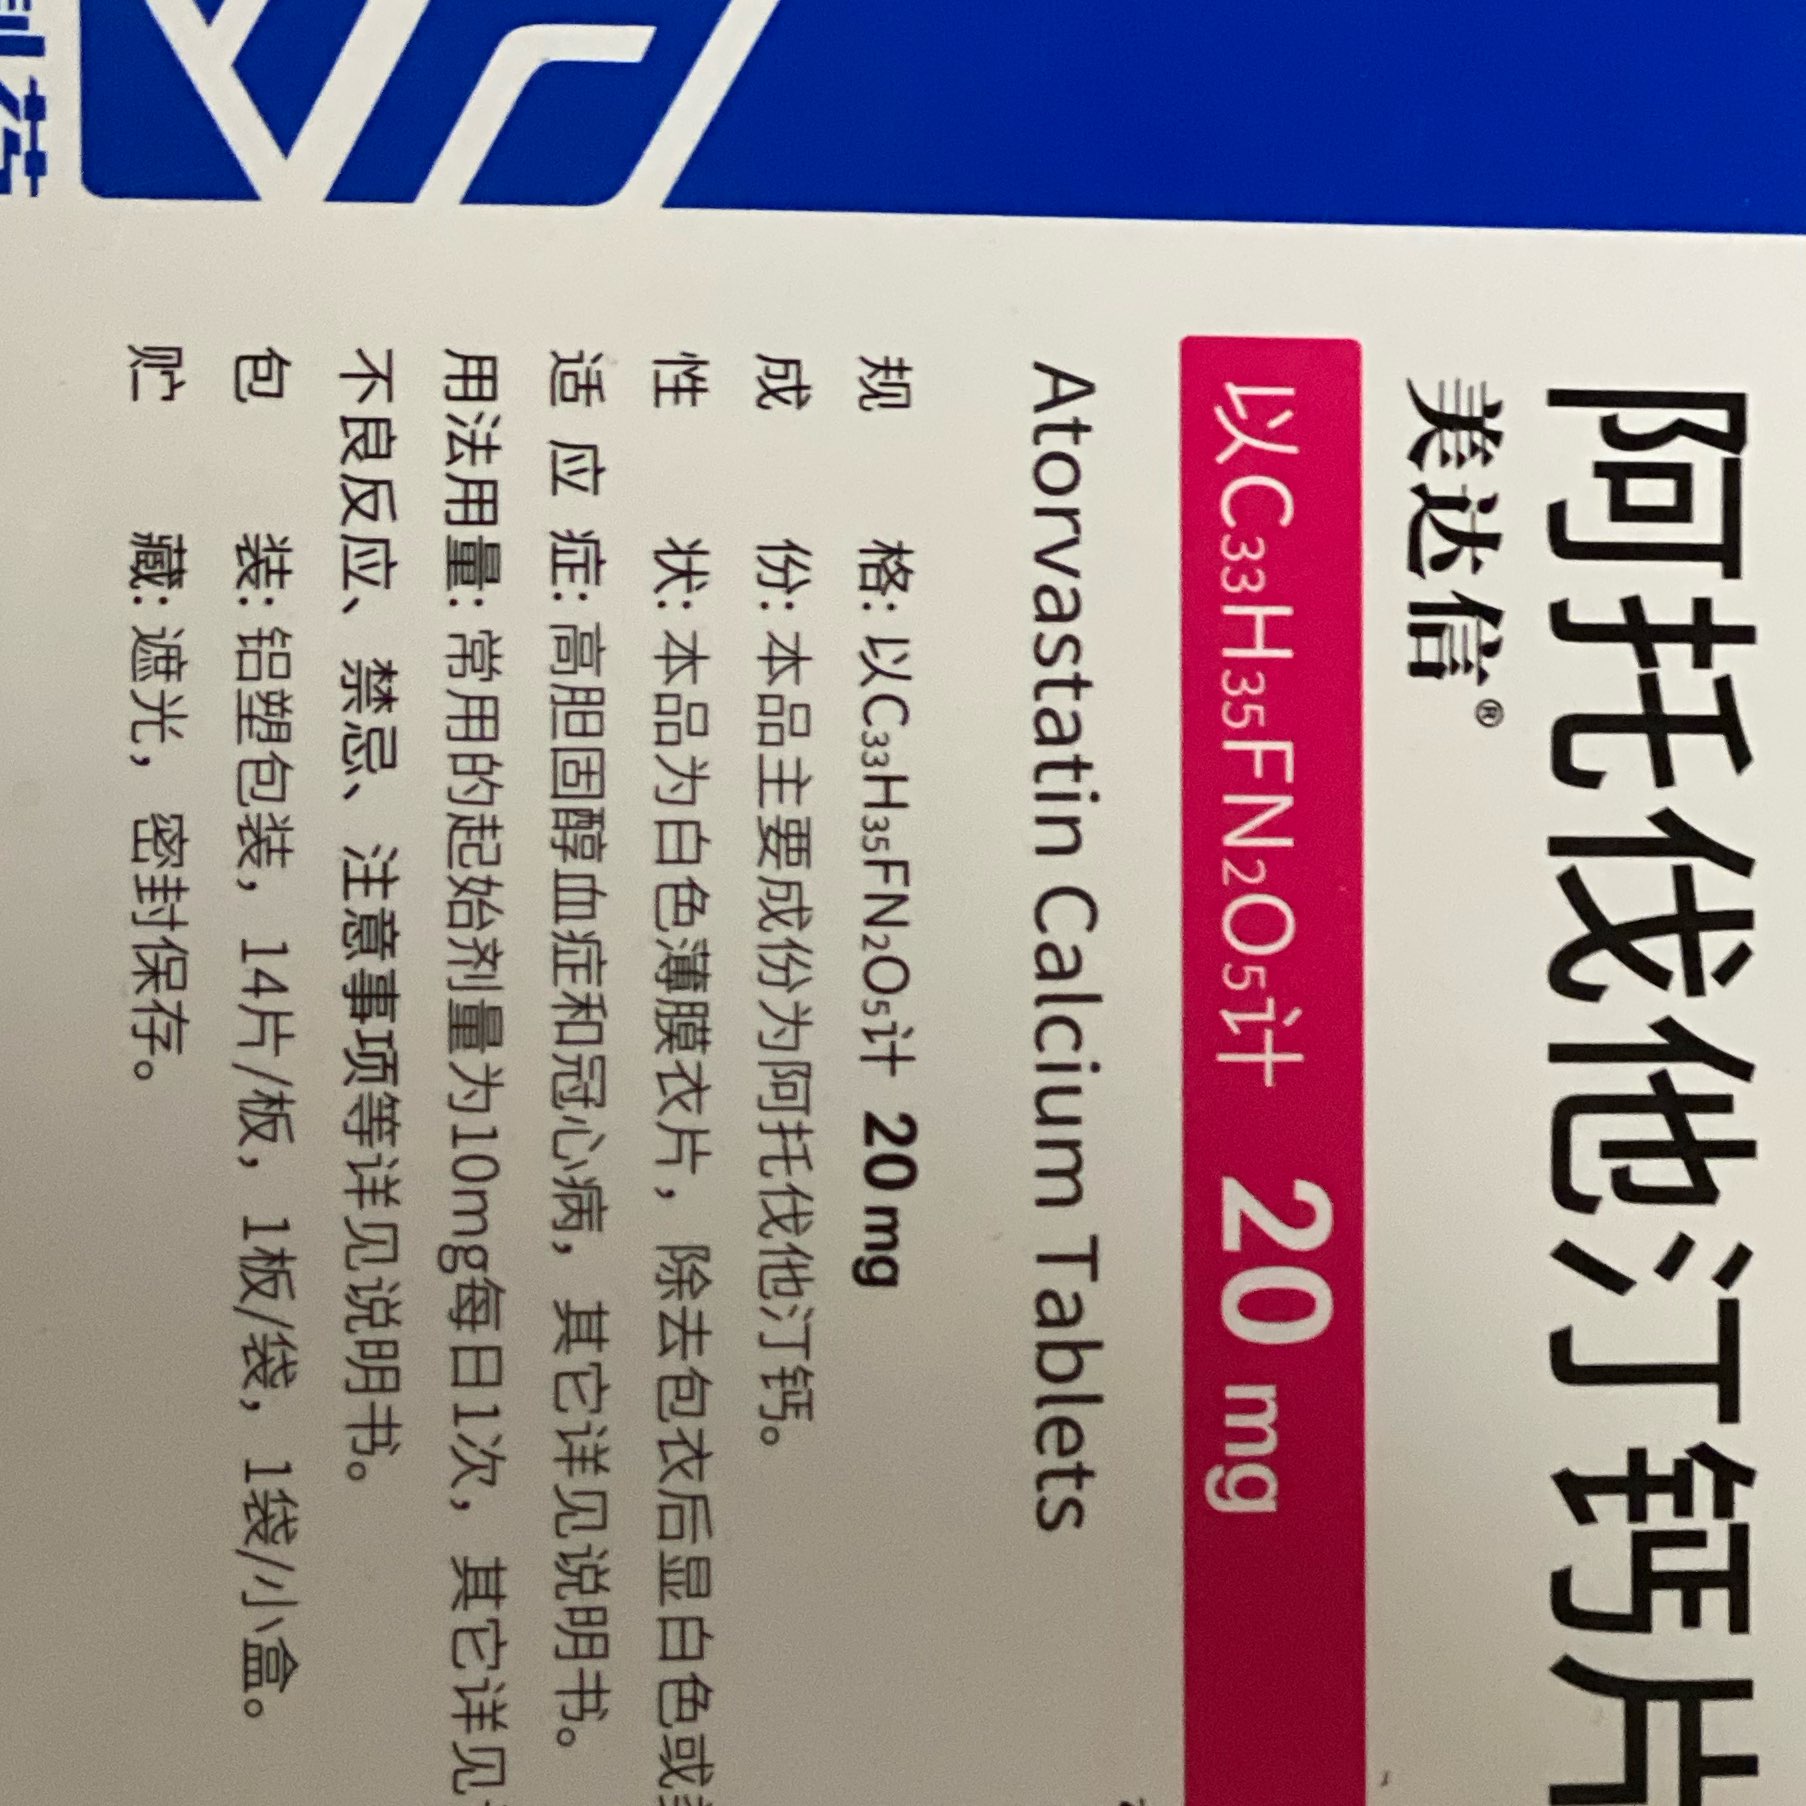 阿托伐他汀钙片
美达信®
以C₃₃H₃₅FN₂O₅计 20 mg
Atorvastatin Calcium Tablets
规 格: 以C₃₃H₃₅FN₂O₅计 20 mg
成 份: 本品主要成份为阿托伐他汀钙。
性 状: 本品为白色薄膜衣片，除去包衣后显白色或
适 应 症: 高胆固醇血症和冠心病，其它详见说明书。
用法用量: 常用的起始剂量为10mg每日1次，其它详见
不良反应、禁忌、注意事项等详见说明书。
包 装: 铝塑包装，14片/板，1板/袋，1袋/小盒。
贮 藏: 遮光，密封保存。